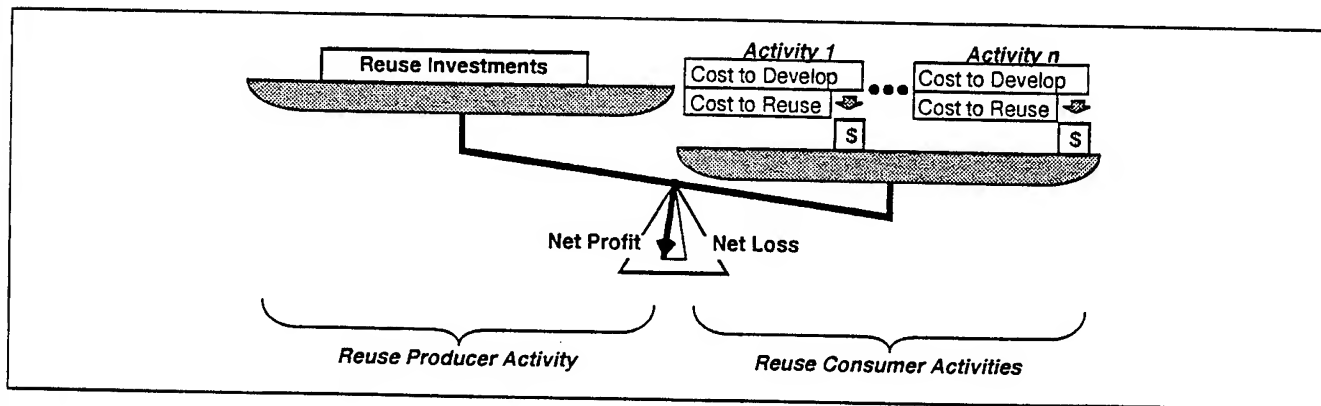 Reuse Investments
Activity 1
Cost to Develop
Cost to Reuse
$
Activity n
Cost to Develop
Cost to Reuse
$
Net Profit
Net Loss
Reuse Producer Activity
Reuse Consumer Activities